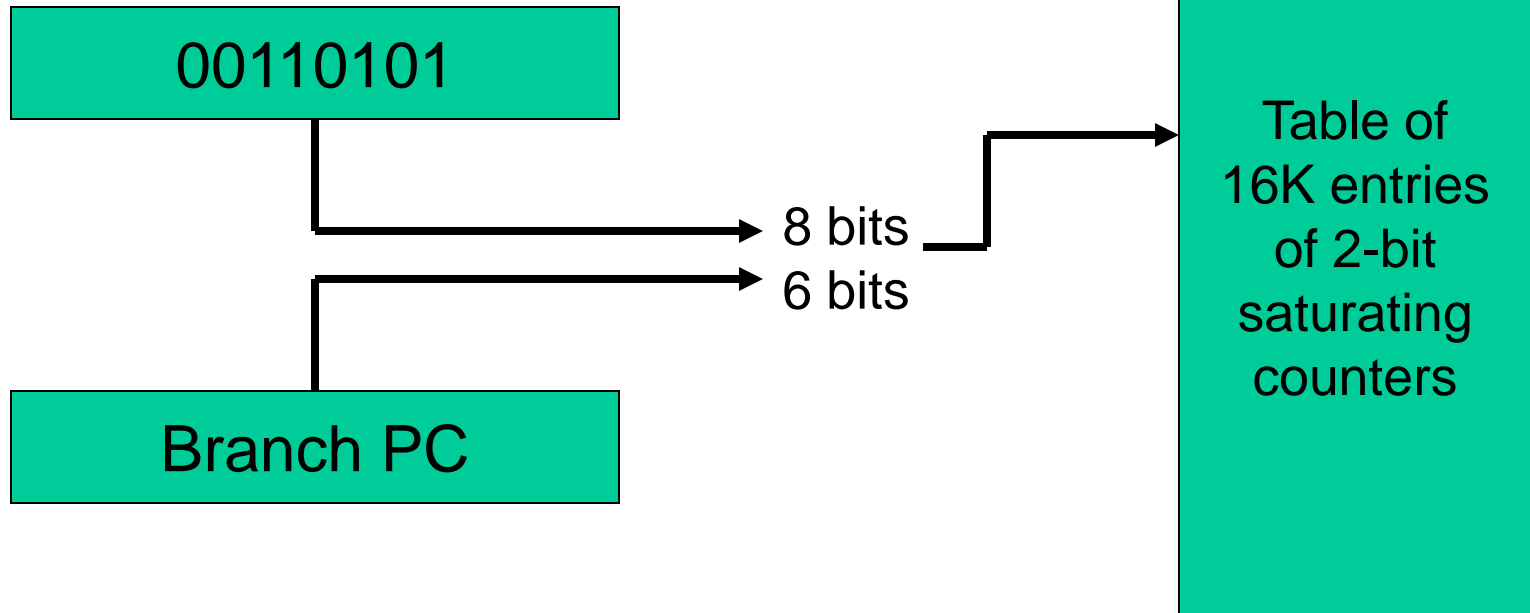 00110101
8 bits
6 bits
Branch PC
Table of
16K entries
of 2-bit
saturating
counters